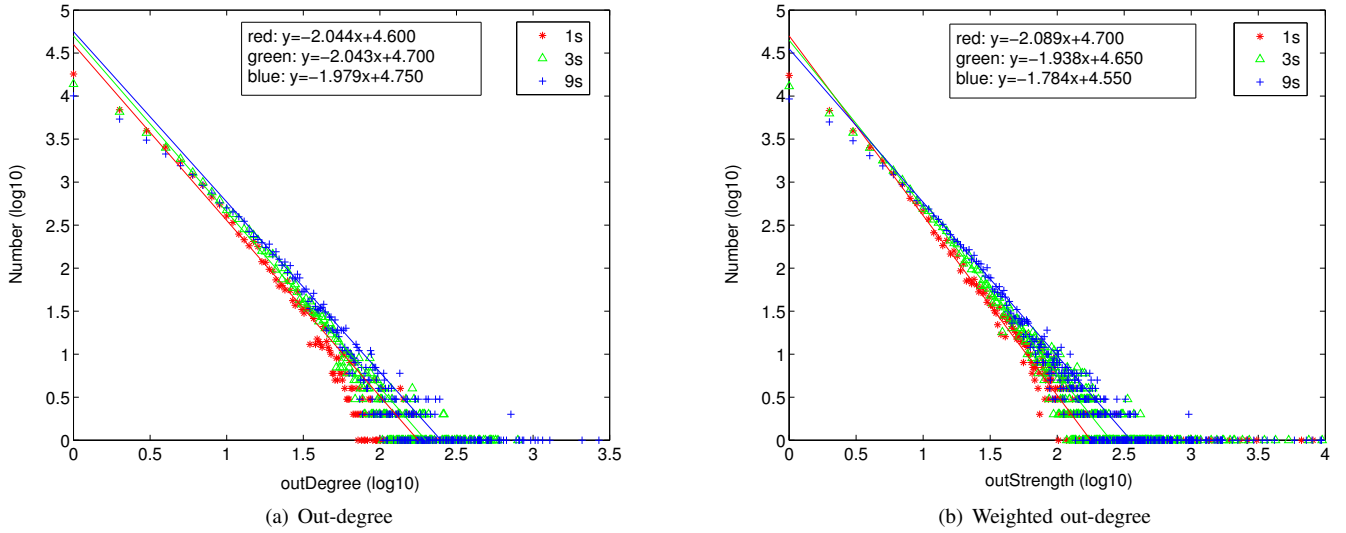 red: y=−2.044x+4.600
green: y=−2.043x+4.700
blue: y=−1.979x+4.750
1s
3s
9s
5
4.5
4
3.5
3
2.5
2
1.5
1
0.5
0
Number (log10)
0 0.5 1 1.5 2 2.5 3 3.5
outDegree (log10)
(a) Out-degree
red: y=−2.089x+4.700
green: y=−1.938x+4.650
blue: y=−1.784x+4.550
1s
3s
9s
5
4.5
4
3.5
3
2.5
2
1.5
1
0.5
0
Number (log10)
0 0.5 1 1.5 2 2.5 3 3.5 4
outStrength (log10)
(b) Weighted out-degree